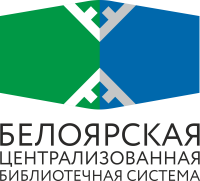 БЕЛОЯРСКАЯ
ЦЕНТРАЛИЗОВАННАЯ
БИБЛИОТЕЧНАЯ СИСТЕМА